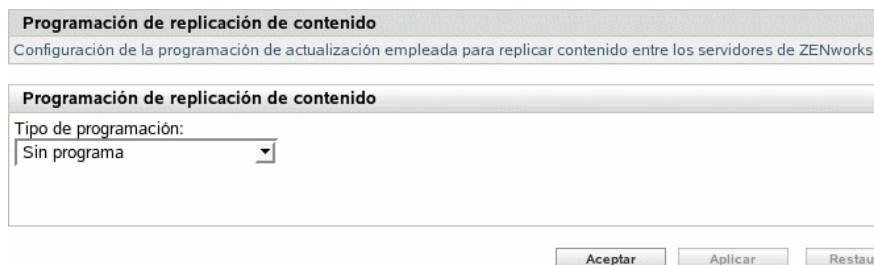 Programación de replicación de contenido
Configuración de la programación de actualización empleada para replicar contenido entre los servidores de ZENworks
Programación de replicación de contenido
Tipo de programación:
Sin programa
Aceptar Aplicar Restau